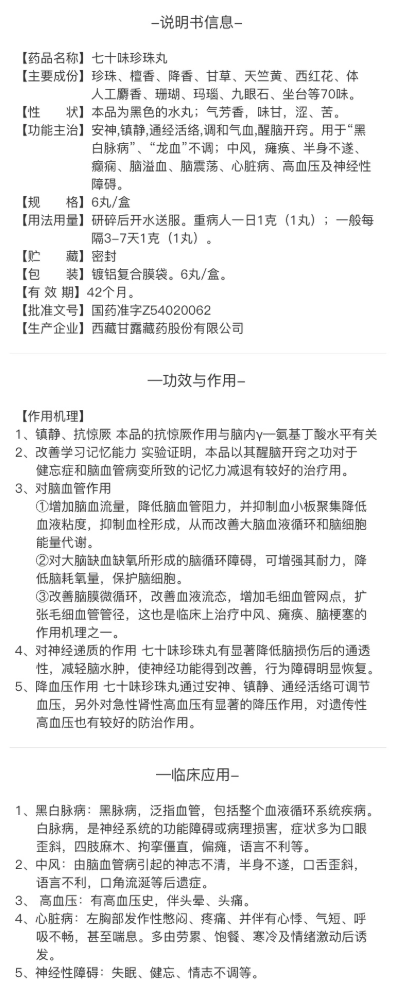 -说明书信息-
【药品名称】七十味珍珠丸
【主要成份】珍珠、檀香、降香、甘草、天竺黄、西红花、体
人工麝香、珊瑚、玛瑙、九眼石、坐台等70味。
【性　　状】本品为黑色的水丸；气芳香，味甘，涩、苦。
【功能主治】安神,镇静,通经活络,调和气血,醒脑开窍。用于“黑
白脉病”、“龙血”不调；中风，瘫痪、半身不遂、
癫痫、脑溢血、脑震荡、心脏病、高血压及神经性
障碍。
【规　　格】6丸/盒
【用法用量】研碎后开水送服。重病人一日1克（1丸）；一般每
隔3-7天1克（1丸）。
【贮　　藏】密封
【包　　装】镀铝复合膜袋。6丸/盒。
【有 效 期】42个月。
【批准文号】国药准字Z54020062
【生产企业】西藏甘露藏药股份有限公司
—功效与作用-
【作用机理】
1、镇静、抗惊厥 本品的抗惊厥作用与脑内γ—氨基丁酸水平有关
2、改善学习记忆能力 实验证明，本品以其醒脑开窍之功对于
健忘症和脑血管病变所致的记忆力减退有较好的治疗用。
3、对脑血管作用
①增加脑血流量，降低脑血管阻力，并抑制血小板聚集降低
血液粘度，抑制血栓形成，从而改善大脑血液循环和脑细胞
能量代谢。
②对大脑缺血缺氧所形成的脑循环障碍，可增强其耐力，降
低脑耗氧量，保护脑细胞。
③改善脑膜微循环，改善血液流态，增加毛细血管网点，扩
张毛细血管管径，这也是临床上治疗中风、瘫痪、脑梗塞的
作用机理之一。
4、对神经递质的作用 七十味珍珠丸有显著降低脑损伤后的通透
性，减轻脑水肿，使神经功能得到改善，行为障碍明显恢复。
5、降血压作用 七十味珍珠丸通过安神、镇静、通经活络可调节
血压，另外对急性肾性高血压有显著的降压作用，对遗传性
高血压也有较好的防治作用。
—临床应用-
1、黑白脉病：黑脉病，泛指血管，包括整个血液循环系统疾病。
白脉病，是神经系统的功能障碍或病理损害，症状多为口眼
歪斜，四肢麻木、拘挛僵直，偏瘫，语言不利等。
2、中风：由脑血管病引起的神志不清，半身不遂，口舌歪斜，
语言不利，口角流涎等后遗症。
3、 高血压：有高血压史，伴头晕、头痛。
4、心脏病：左胸部发作性憋闷、疼痛、并伴有心悸、气短、呼
吸不畅，甚至喘息。多由劳累、饱餐、寒冷及情绪激动后诱
发。
5、神经性障碍：失眠、健忘、情志不调等。